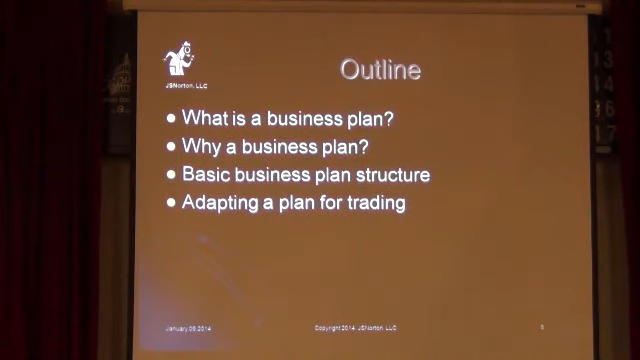 Outline
JSNorton, LLC
What is a business plan?
Why a business plan?
Basic business plan structure
Adapting a plan for trading
January 09, 2014
Copyright 2014, JSNorton, LLC